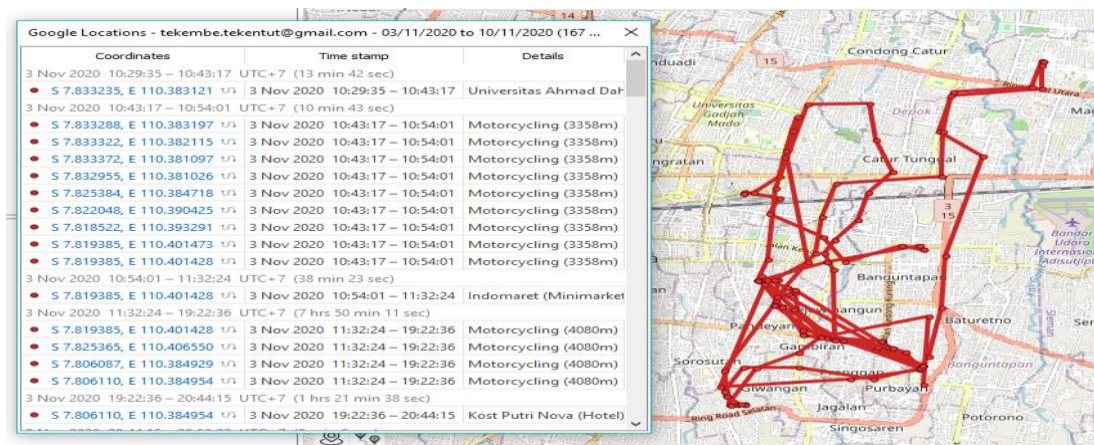 Google Locations - tekembe.tekentut@gmail.com - 03/11/2020 to 10/11/2020 (167 ...
Coordinates Time stamp Details
3 Nov 2020 10:29:35 – 10:43:17 UTC+7 (13 min 42 sec)
S 7.833235, E 110.383121 3 Nov 2020 10:29:35 – 10:43:17 Universitas Ahmad Dah
3 Nov 2020 10:43:17 – 10:54:01 UTC+7 (10 min 43 sec)
S 7.833288, E 110.383197 3 Nov 2020 10:43:17 – 10:54:01 Motorcycling (3358m)
S 7.833322, E 110.382115 3 Nov 2020 10:43:17 – 10:54:01 Motorcycling (3358m)
S 7.833372, E 110.381097 3 Nov 2020 10:43:17 – 10:54:01 Motorcycling (3358m)
S 7.832955, E 110.381026 3 Nov 2020 10:43:17 – 10:54:01 Motorcycling (3358m)
S 7.825384, E 110.384718 3 Nov 2020 10:43:17 – 10:54:01 Motorcycling (3358m)
S 7.822048, E 110.390425 3 Nov 2020 10:43:17 – 10:54:01 Motorcycling (3358m)
S 7.818522, E 110.393291 3 Nov 2020 10:43:17 – 10:54:01 Motorcycling (3358m)
S 7.819385, E 110.401473 3 Nov 2020 10:43:17 – 10:54:01 Motorcycling (3358m)
S 7.819385, E 110.401428 3 Nov 2020 10:43:17 – 10:54:01 Motorcycling (3358m)
3 Nov 2020 10:54:01 – 11:32:24 UTC+7 (38 min 23 sec)
S 7.819385, E 110.401428 3 Nov 2020 10:54:01 – 11:32:24 Indomaret (Minimarket
3 Nov 2020 11:32:24 – 19:22:36 UTC+7 (7 hrs 50 min 11 sec)
S 7.819385, E 110.401428 3 Nov 2020 11:32:24 – 19:22:36 Motorcycling (4080m)
S 7.825365, E 110.406550 3 Nov 2020 11:32:24 – 19:22:36 Motorcycling (4080m)
S 7.806087, E 110.384929 3 Nov 2020 11:32:24 – 19:22:36 Motorcycling (4080m)
S 7.806110, E 110.384954 3 Nov 2020 11:32:24 – 19:22:36 Motorcycling (4080m)
3 Nov 2020 19:22:36 – 20:44:15 UTC+7 (1 hrs 21 min 38 sec)
S 7.806110, E 110.384954 3 Nov 2020 19:22:36 – 20:44:15 Kost Putri Nova (Hotel)
14
Condong Catur
15
Universitas
Gadjah
Mada
Depok
Catur Tunggal
3
15
Bandar
Udara
Internasio
Adisutjipt
Banguntapan
Baturetno
Pandeyan
Gambiran
Banguntapan
Sorosutan
Giwangan
Purbayan
Ring Road Selatan
Jagalan
Singosaren
Potorono